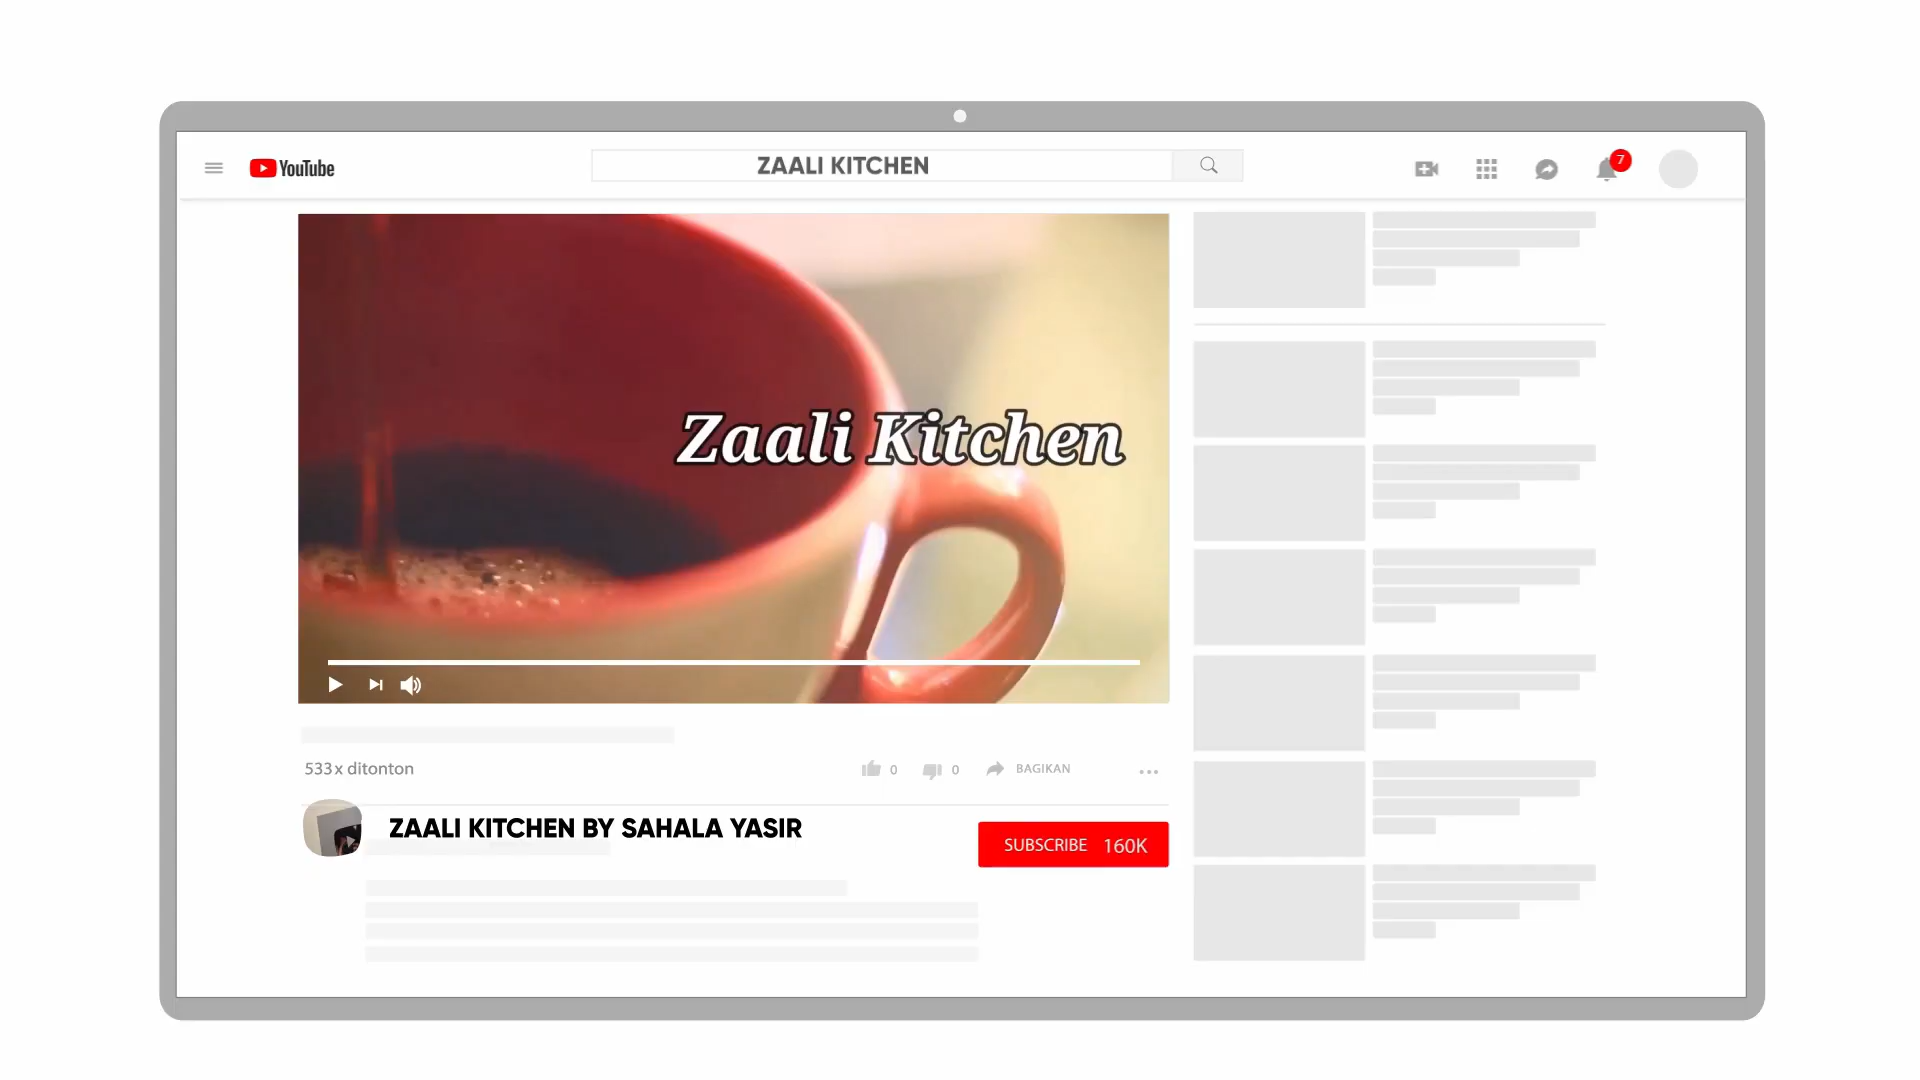 YouTube
ZAALI KITCHEN
7
Zaali Kitchen
533x ditonton
0
0
BAGIKAN
ZAALI KITCHEN BY SAHALA YASIR
SUBSCRIBE 160K